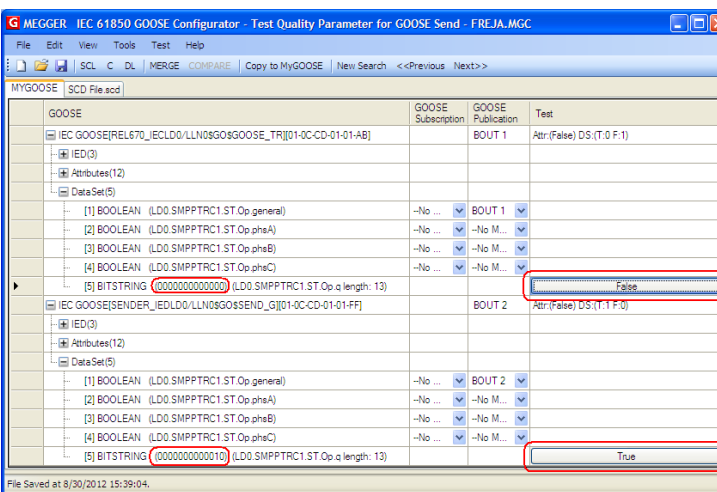 G MEGGER IEC 61850 GOOSE Configurator - Test Quality Parameter for GOOSE Send - FREJA.MGC
File Edit View Tools Test Help
SCL C DL MERGE COMPARE Copy to MyGOOSE New Search <<Previous Next>>
MYGOOSE SCD File.scd
GOOSE GOOSE Subscription GOOSE Publication Test
IEC GOOSE[REL670_IECLD0/LLN0$GO$GOOSE_TR][01-0C-CD-01-01-AB] BOUT 1 Attr:(False) DS:(T:0 F:1)
IED(3)
Attributes(12)
DataSet(5)
[1] BOOLEAN (LD0.SMPPTRC1.ST.Op.general) --No ... BOUT 1
[2] BOOLEAN (LD0.SMPPTRC1.ST.Op.phsA) --No ... --No M...
[3] BOOLEAN (LD0.SMPPTRC1.ST.Op.phsB) --No ... --No M...
[4] BOOLEAN (LD0.SMPPTRC1.ST.Op.phsC) --No ... --No M...
[5] BITSTRING (0000000000000) (LD0.SMPPTRC1.ST.Op.q length: 13) False
IEC GOOSE[SENDER_IEDLD0/LLN0$GO$SEND_G][01-0C-CD-01-01-FF] BOUT 2 Attr:(False) DS:(T:1 F:0)
IED(3)
Attributes(12)
DataSet(5)
[1] BOOLEAN (LD0.SMPPTRC1.ST.Op.general) --No ... BOUT 2
[2] BOOLEAN (LD0.SMPPTRC1.ST.Op.phsA) --No ... --No M...
[3] BOOLEAN (LD0.SMPPTRC1.ST.Op.phsB) --No ... --No M...
[4] BOOLEAN (LD0.SMPPTRC1.ST.Op.phsC) --No ... --No M...
[5] BITSTRING (0000000000010) (LD0.SMPPTRC1.ST.Op.q length: 13) True
File Saved at 8/30/2012 15:39:04.